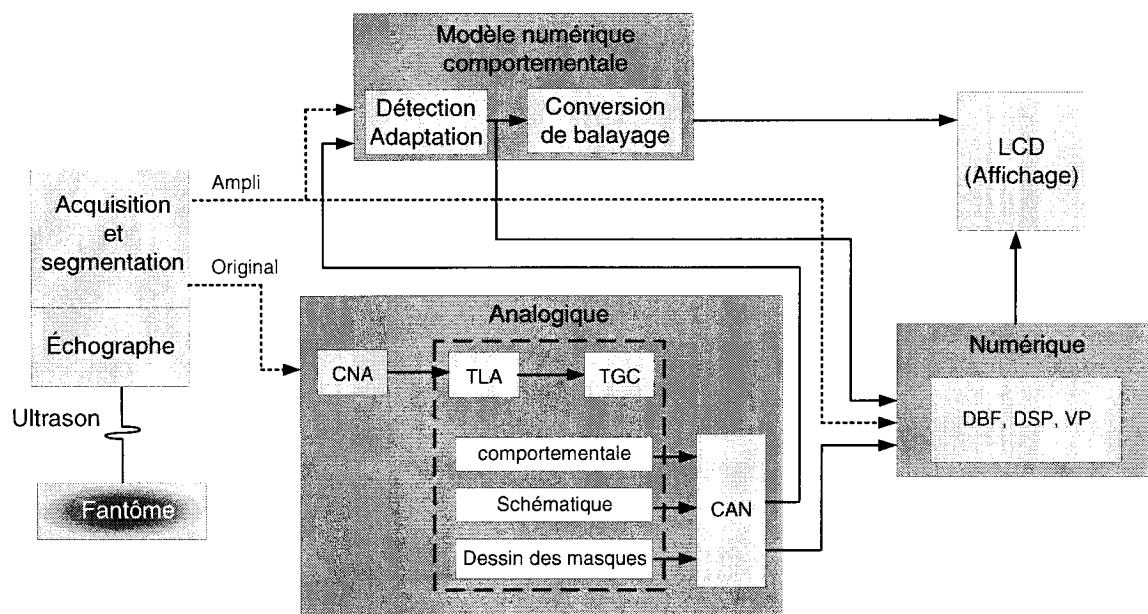 Modèle numérique
comportementale
Détection
Adaptation
Conversion
de balayage
LCD
(Affichage)
Ampli
Acquisition
et
segmentation
Original
Échographe
Ultrason
Fantôme
Analogique
CNA
TLA
TGC
comportementale
Schématique
Dessin des masques
CAN
Numérique
DBF, DSP, VP